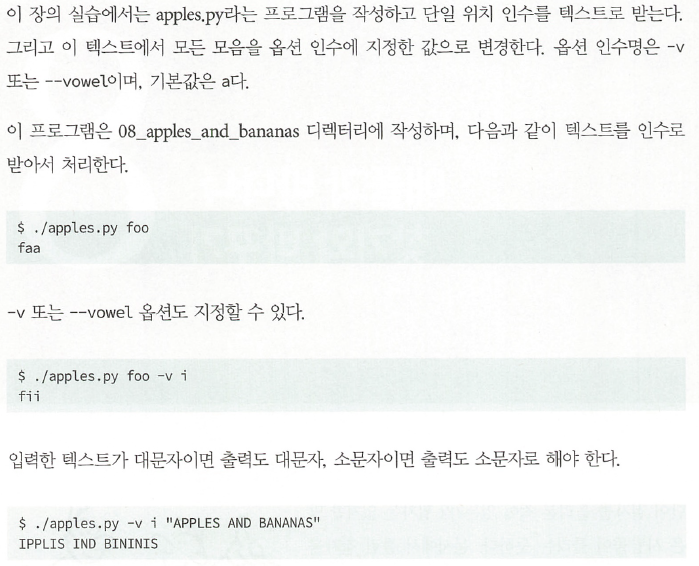 이 장의 실습에서는 apples.py라는 프로그램을 작성하고 단일 위치 인수를 텍스트로 받는다.
그리고 이 텍스트에서 모든 모음을 옵션 인수에 지정한 값으로 변경한다. 옵션 인수명은 -v
또는 --vowel이며, 기본값은 a다.
이 프로그램은 08_apples_and_bananas 디렉터리에 작성하며, 다음과 같이 텍스트를 인수로
받아서 처리한다.
$ ./apples.py foo
faa
-v 또는 --vowel 옵션도 지정할 수 있다.
$ ./apples.py foo -v i
fii
입력한 텍스트가 대문자이면 출력도 대문자, 소문자이면 출력도 소문자로 해야 한다.
$ ./apples.py -v i "APPLES AND BANANAS"
IPPLIS IND BININIS